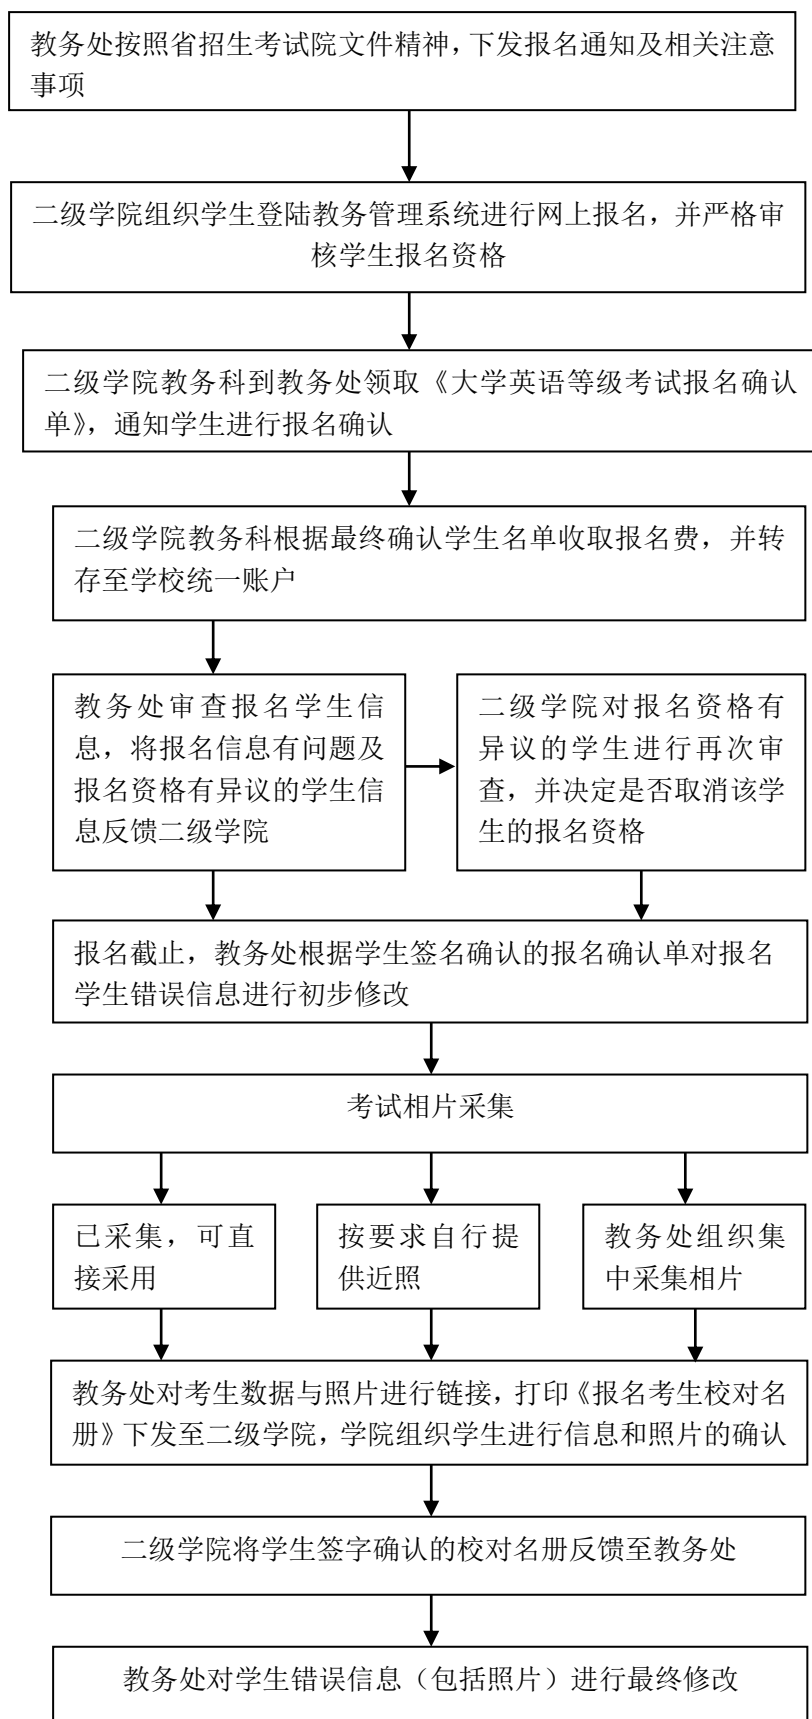 教务处按照省招生考试院文件精神，下发报名通知及相关注意
事项
二级学院组织学生登陆教务管理系统进行网上报名，并严格审
核学生报名资格
二级学院教务科到教务处领取《大学英语等级考试报名确认
单》，通知学生进行报名确认
二级学院教务科根据最终确认学生名单收取报名费，并转
存至学校统一账户
教务处审查报名学生信
息，将报名信息有问题及
报名资格有异议的学生信
息反馈二级学院
二级学院对报名资格有
异议的学生进行再次审
查，并决定是否取消该学
生的报名资格
报名截止，教务处根据学生签名确认的报名确认单对报名
学生错误信息进行初步修改
考试相片采集
已采集，可直
接采用
按要求自行提
供近照
教务处组织集
中采集相片
教务处对考生数据与照片进行链接，打印《报名考生校对名
册》下发至二级学院，学院组织学生进行信息和照片的确认
二级学院将学生签字确认的校对名册反馈至教务处
教务处对学生错误信息（包括照片）进行最终修改